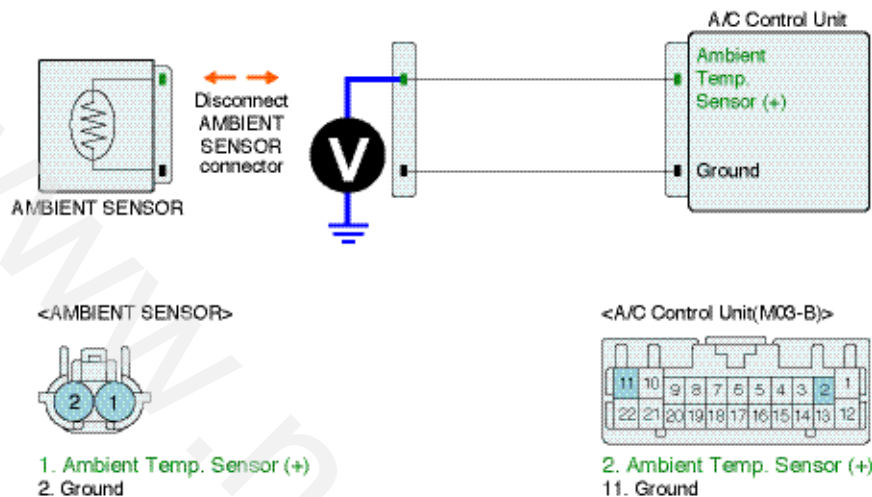 A/C Control Unit
Ambient
Temp.
Sensor (+)
Ground
Disconnect
AMBIENT
SENSOR
connector
V
AMBIENT SENSOR
<AMBIENT SENSOR>
2 1
1. Ambient Temp. Sensor (+)
2. Ground
<A/C Control Unit(M03-B)>
11 10 9 8 7 6 5 4 3 2 1
22 21 20 19 18 17 16 15 14 13 12
2. Ambient Temp. Sensor (+)
11. Ground